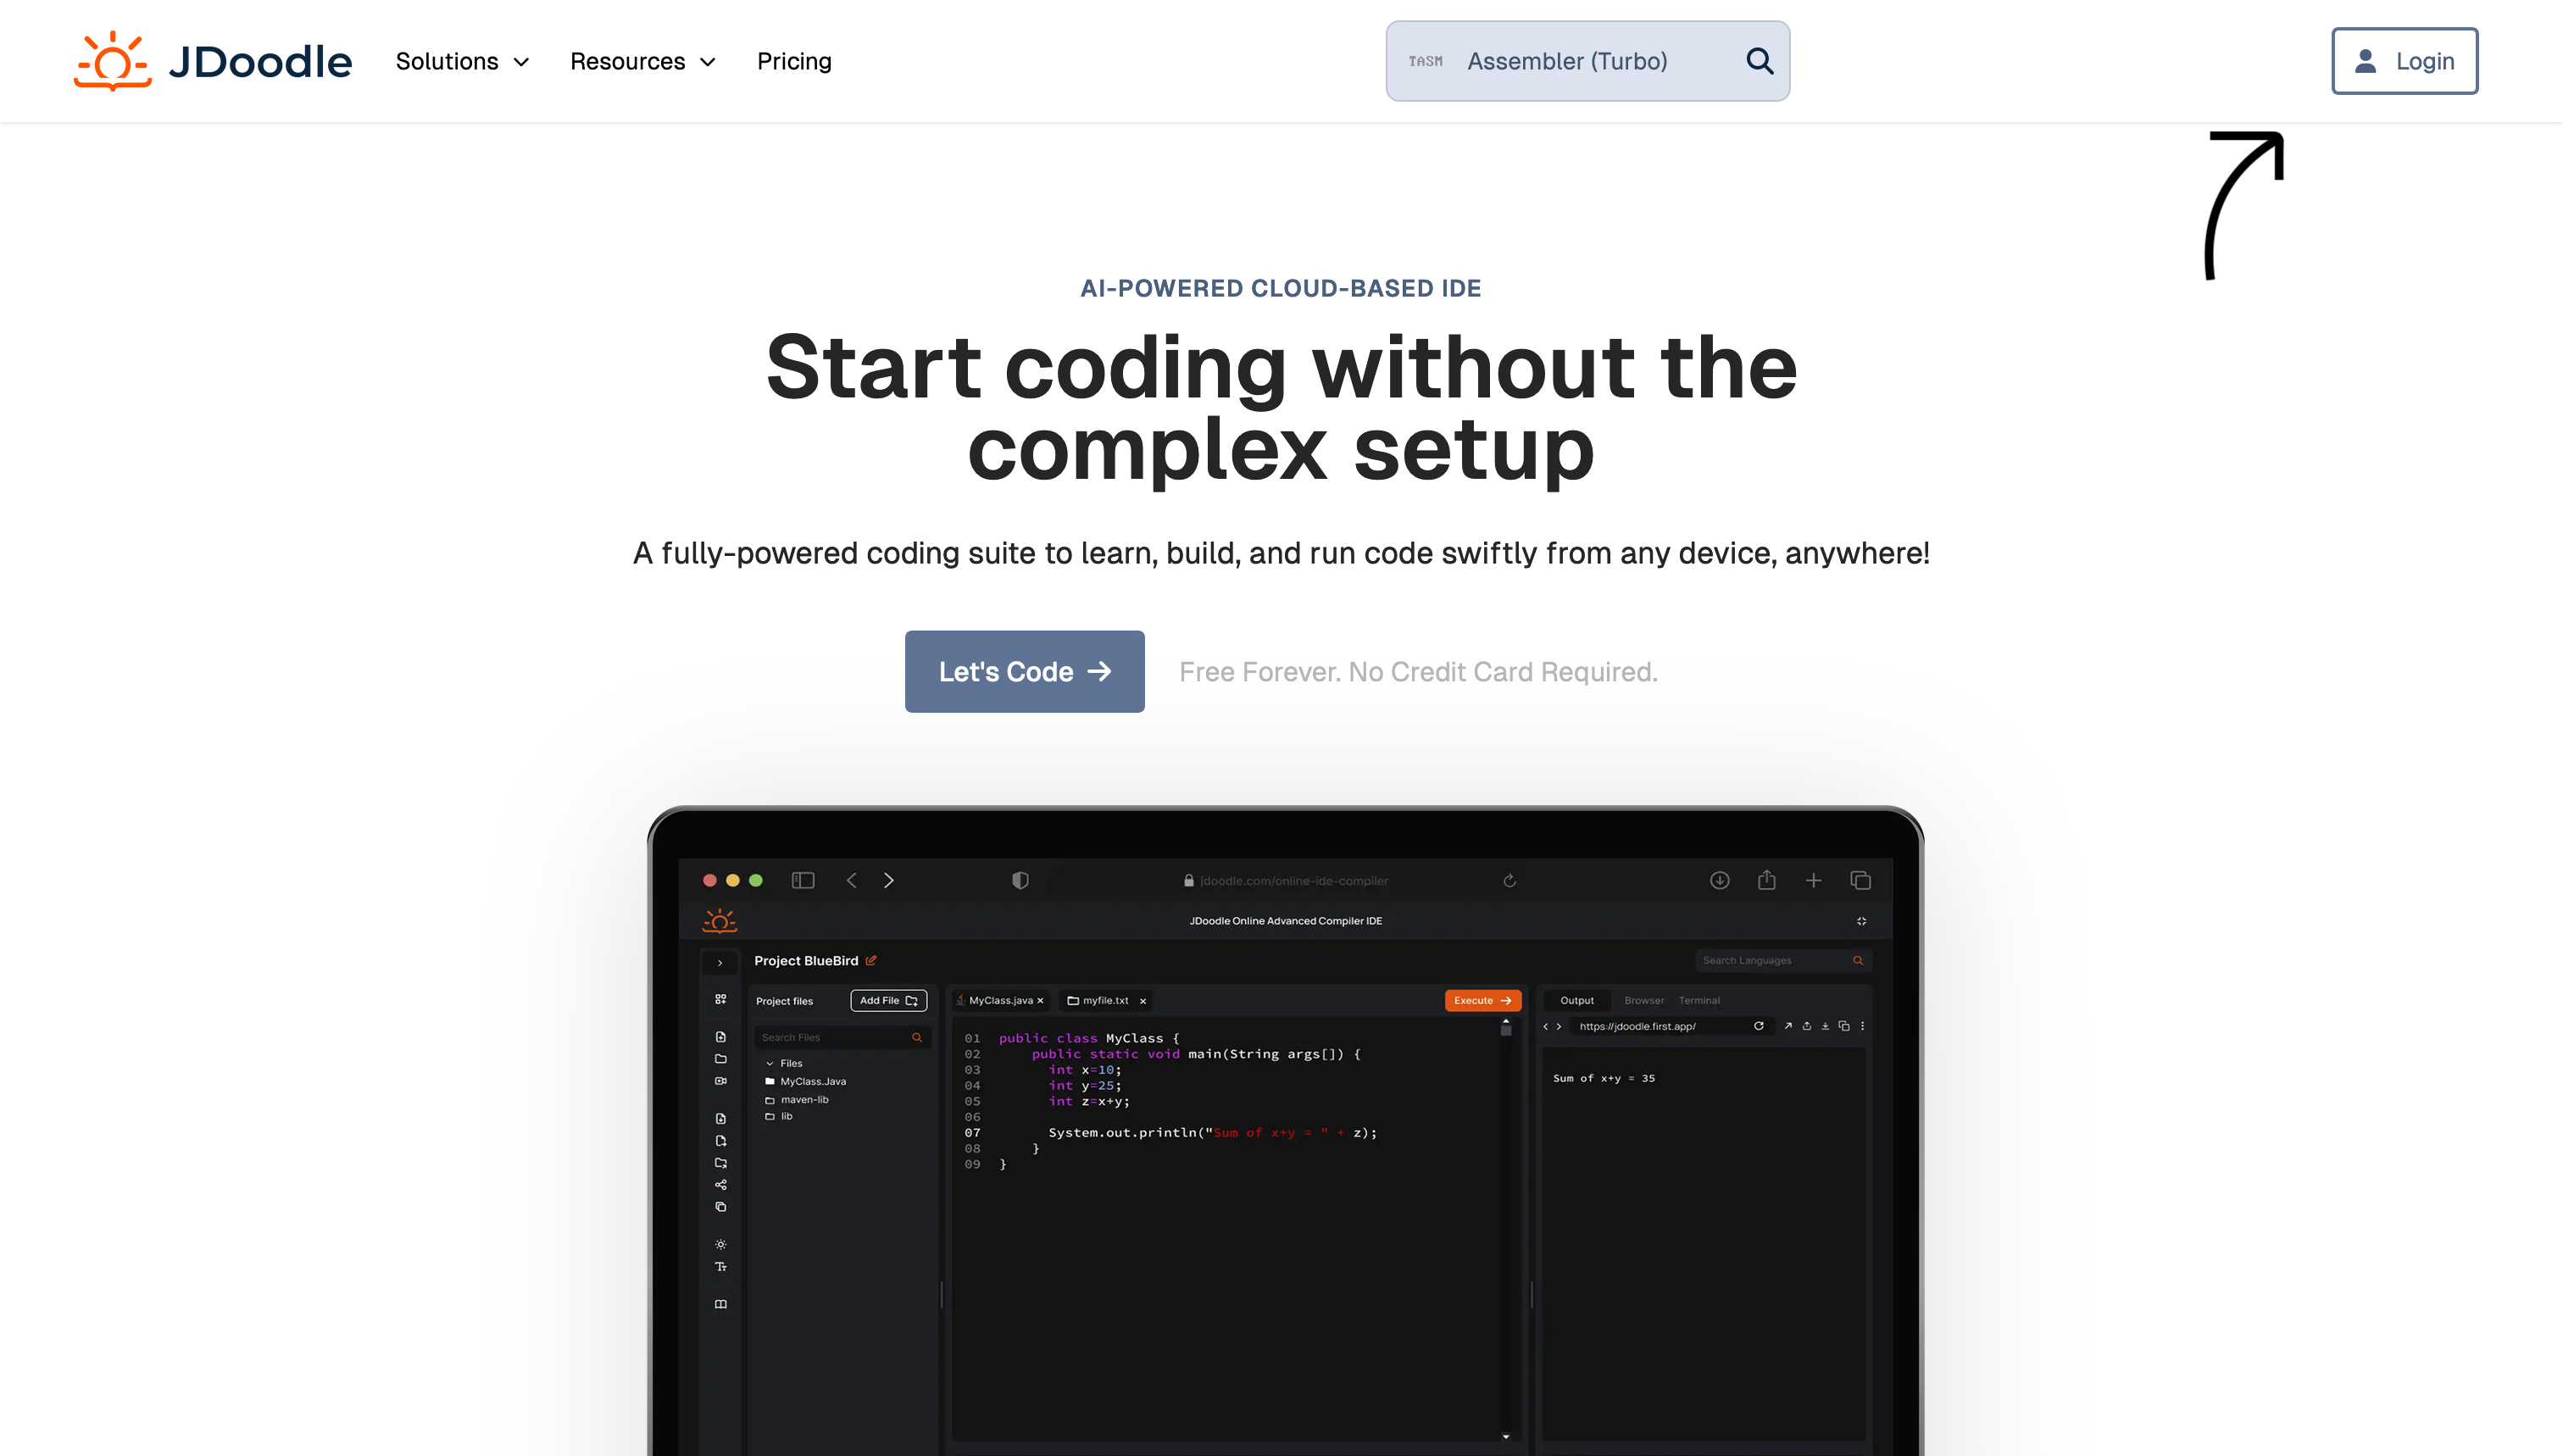 JDoodle
Solutions
Resources
Pricing
TASM Assembler (Turbo)
Login
AI-POWERED CLOUD-BASED IDE
Start coding without the
complex setup
A fully-powered coding suite to learn, build, and run code swiftly from any device, anywhere!
Let's Code
Free Forever. No Credit Card Required.
jdoodle.com/online-ide-compiler
JDoodle Online Advanced Compiler IDE
Project BlueBird
Search Languages
Project files
Add File
Search Files
Files
MyClass.Java
maven-lib
lib
MyClass.java ×
myfile.txt ×
Execute
01 public class MyClass {
02 public static void main(String args[]) {
03 int x=10;
04 int y=25;
05 int z=x+y;
06
07 System.out.println("Sum of x+y = " + z);
08 }
09 }
Output
Browser
Terminal
https://jdoodle.first.app/
Sum of x+y = 35